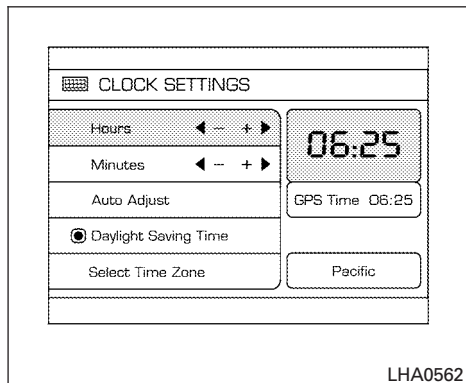 CLOCK SETTINGS
Hours ◀ – + ▶
06:25
Minutes ◀ – + ▶
Auto Adjust
GPS Time 06:25
Daylight Saving Time
Select Time Zone
Pacific
LHA0562